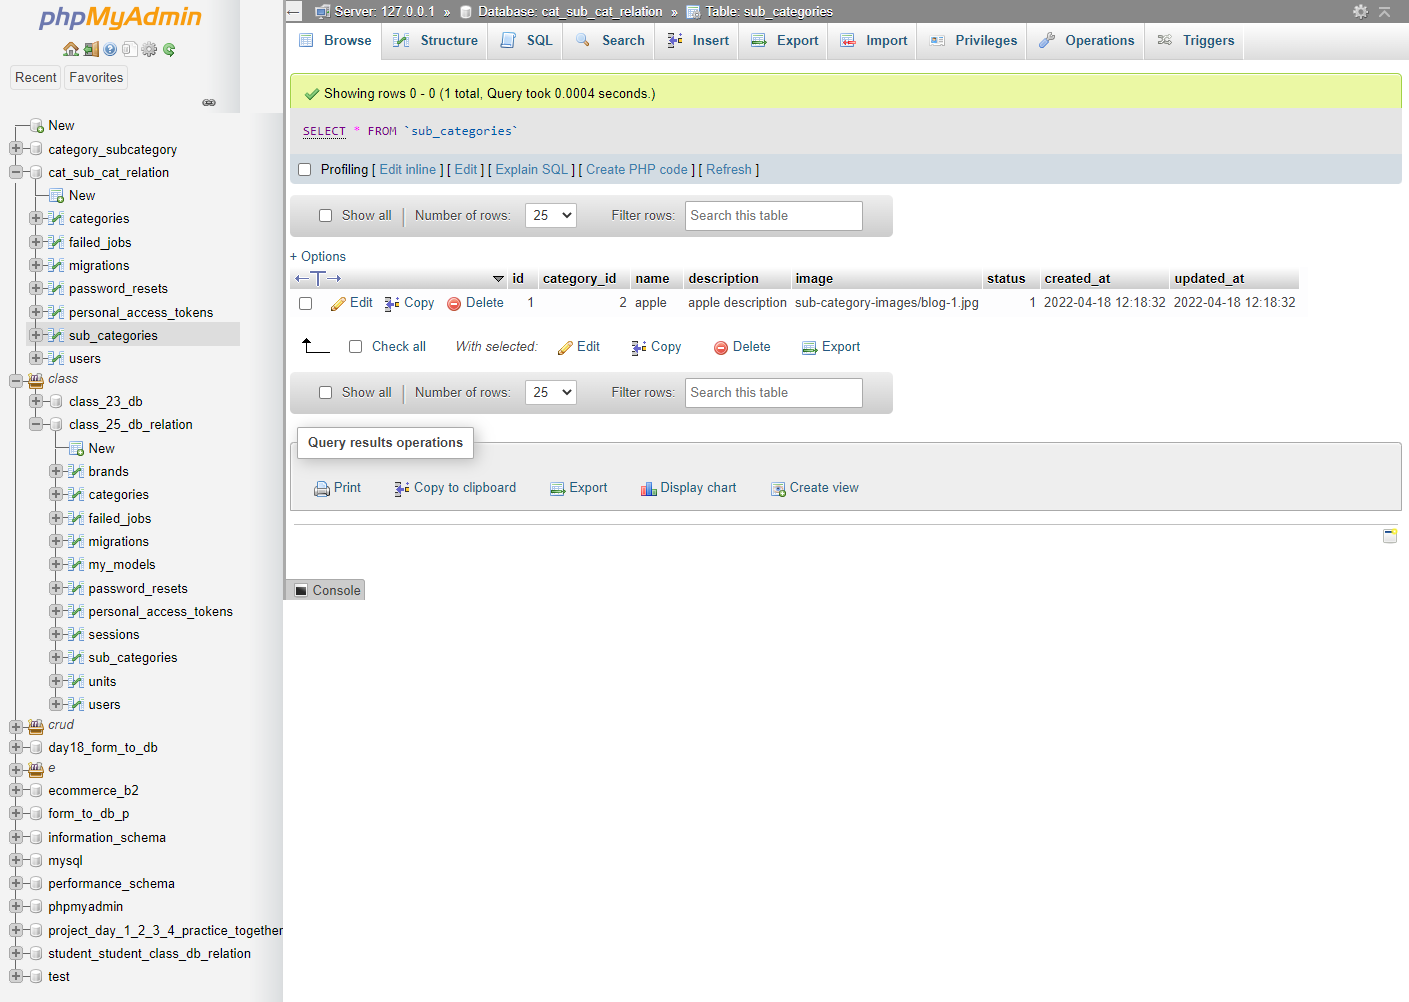 phpMyAdmin
Recent Favorites
New
category_subcategory
cat_sub_cat_relation
New
categories
failed_jobs
migrations
password_resets
personal_access_tokens
sub_categories
users
class
class_23_db
class_25_db_relation
New
brands
categories
failed_jobs
migrations
my_models
password_resets
personal_access_tokens
sessions
sub_categories
units
users
crud
day18_form_to_db
e
ecommerce_b2
form_to_db_p
information_schema
mysql
performance_schema
phpmyadmin
project_day_1_2_3_4_practice_together
student_student_class_db_relation
test
Server: 127.0.0.1 » Database: cat_sub_cat_relation » Table: sub_categories
Browse Structure SQL Search Insert Export Import Privileges Operations Triggers
Showing rows 0 - 0 (1 total, Query took 0.0004 seconds.)
SELECT * FROM `sub_categories`
Profiling [ Edit inline ] [ Edit ] [ Explain SQL ] [ Create PHP code ] [ Refresh ]
Show all | Number of rows: 25 Filter rows: Search this table
+ Options
←T→ id category_id name description image status created_at updated_at
Edit Copy Delete 1 2 apple apple description sub-category-images/blog-1.jpg 1 2022-04-18 12:18:32 2022-04-18 12:18:32
Check all With selected: Edit Copy Delete Export
Show all | Number of rows: 25 Filter rows: Search this table
Query results operations
Print Copy to clipboard Export Display chart Create view
Console